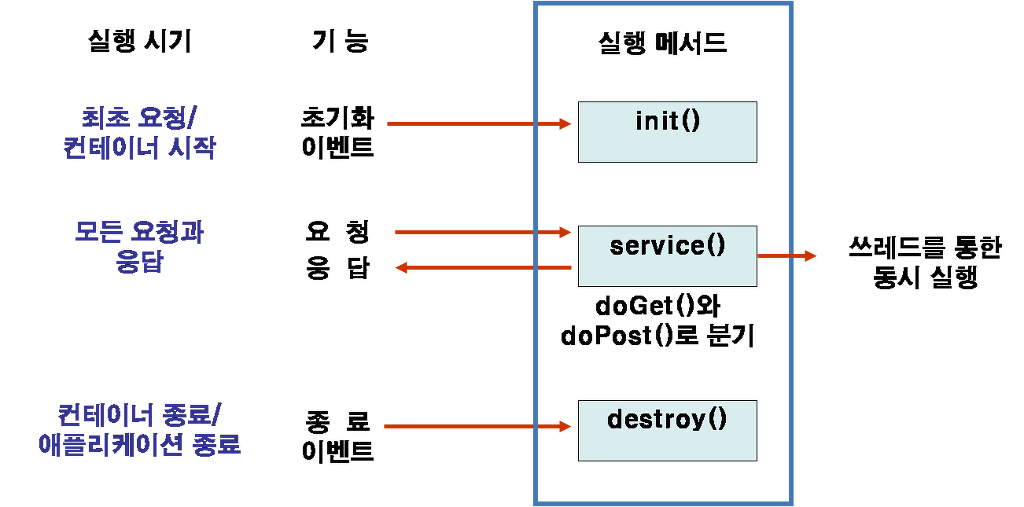 실행 시기
기 능
실행 메서드
최초 요청/
컨테이너 시작
초기화
이벤트
init()
모든 요청과
응답
요 청
응 답
service()
doGet()와
doPost()로 분기
쓰레드를 통한
동시 실행
컨테이너 종료/
애플리케이션 종료
종 료
이벤트
destroy()